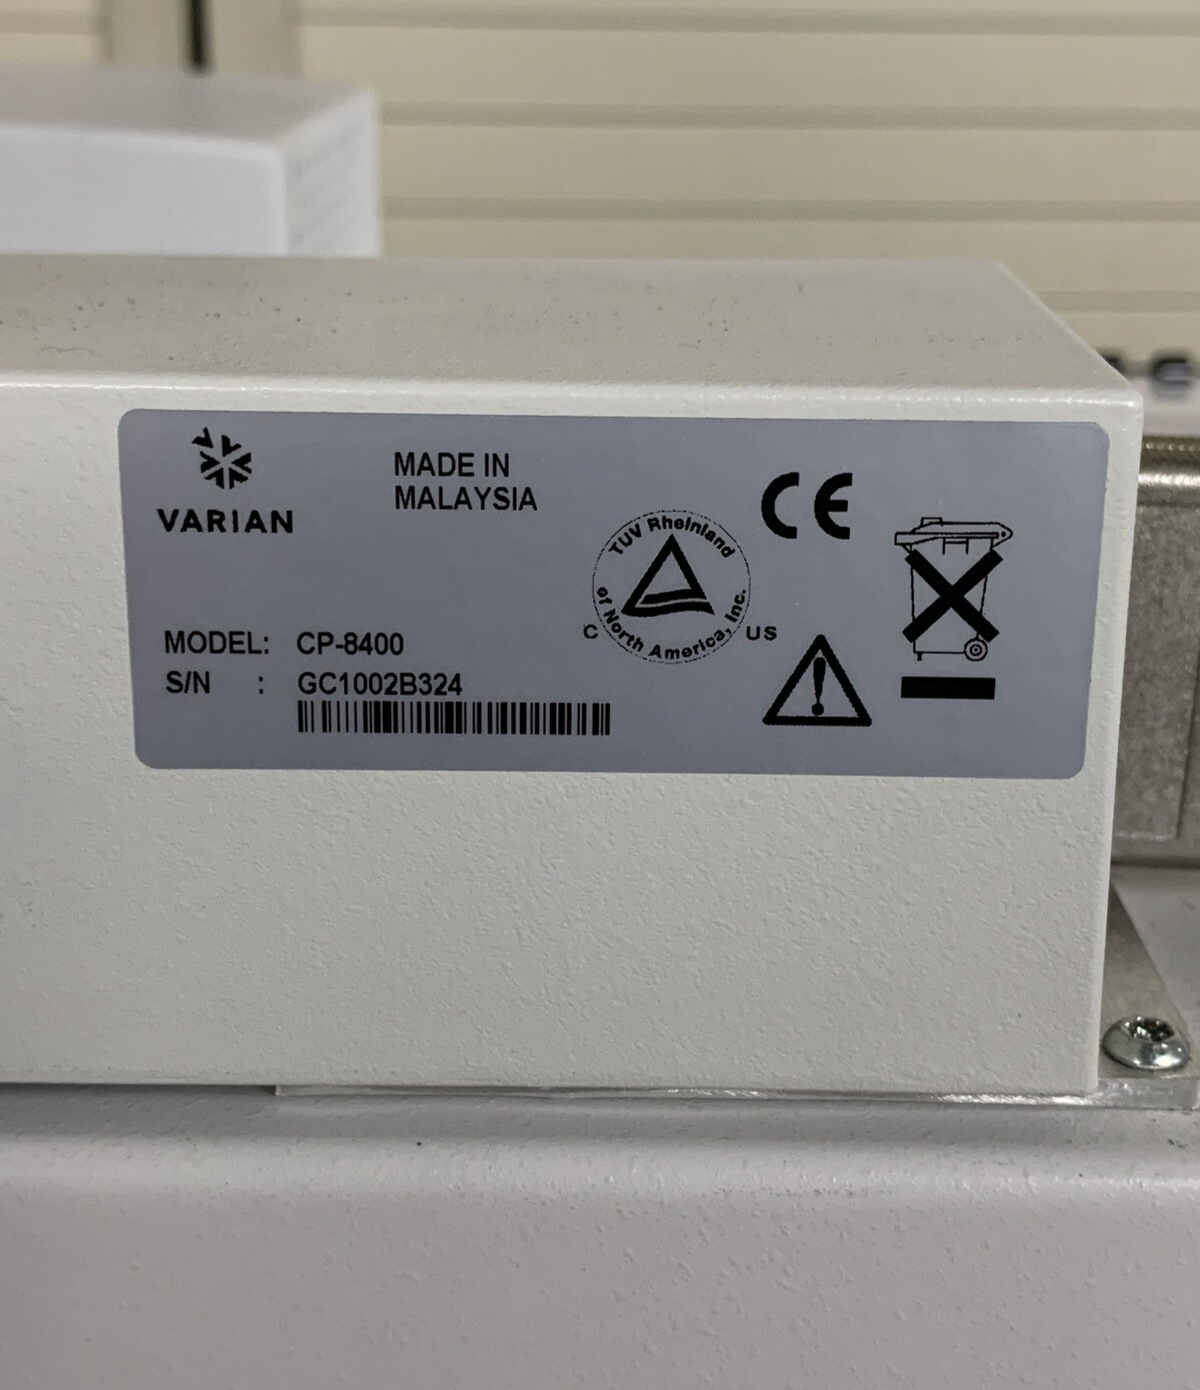 VARIAN
MADE IN
MALAYSIA
TUV Rheinland
of North America, Inc.
C US
CE
MODEL: CP-8400
S/N : GC1002B324